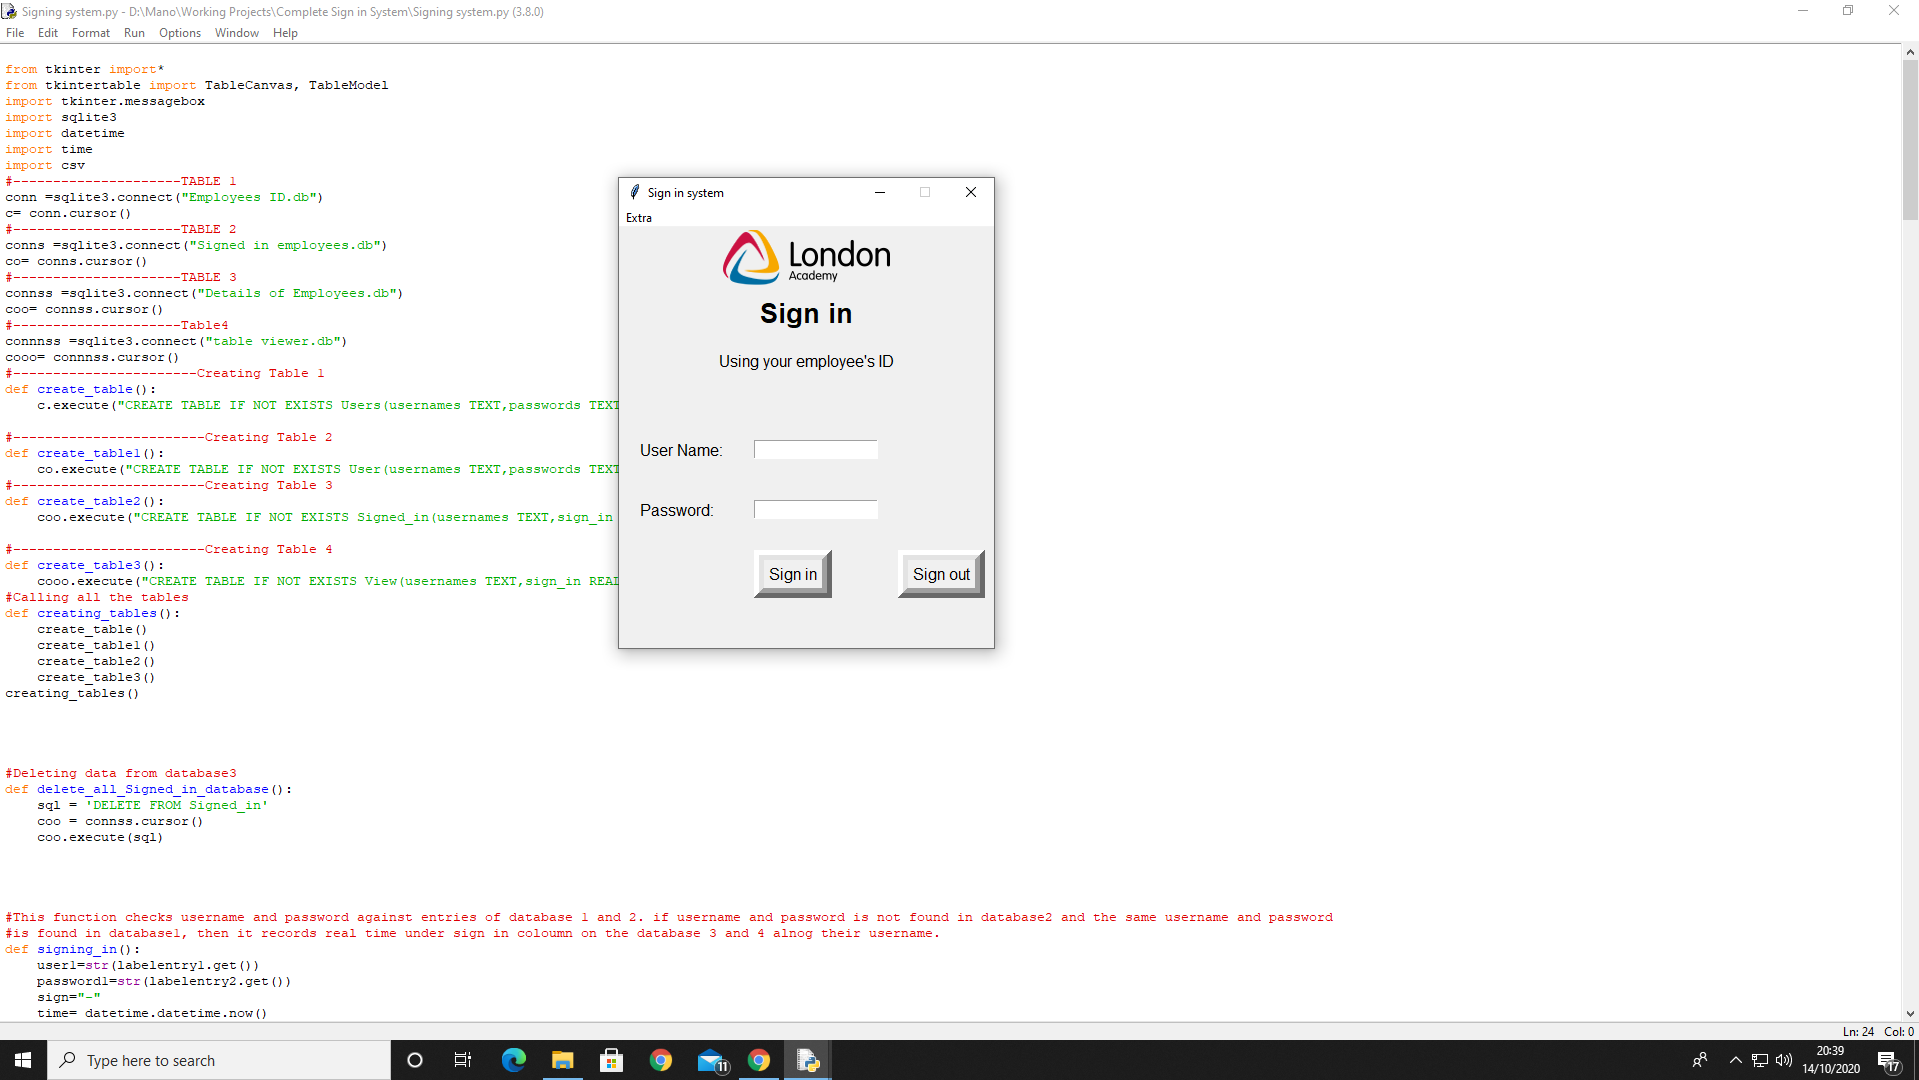 Signing system.py - D:\Mano\Working Projects\Complete Sign in System\Signing system.py (3.8.0)
File Edit Format Run Options Window Help
from tkinter import*
from tkintertable import TableCanvas, TableModel
import tkinter.messagebox
import sqlite3
import datetime
import time
import csv
#---------------------TABLE 1
conn =sqlite3.connect("Employees ID.db")
c= conn.cursor()
#---------------------TABLE 2
conns =sqlite3.connect("Signed in employees.db")
co= conns.cursor()
#---------------------TABLE 3
connss =sqlite3.connect("Details of Employees.db")
coo= connss.cursor()
#---------------------Table4
connnss =sqlite3.connect("table viewer.db")
cooo= connnss.cursor()
#-----------------------Creating Table 1
def create_table():
    c.execute("CREATE TABLE IF NOT EXISTS Users(usernames TEXT,passwords TEXT
#------------------------Creating Table 2
def create_table1():
    co.execute("CREATE TABLE IF NOT EXISTS User(usernames TEXT,passwords TEXT
#------------------------Creating Table 3
def create_table2():
    coo.execute("CREATE TABLE IF NOT EXISTS Signed_in(usernames TEXT,sign_in
#------------------------Creating Table 4
def create_table3():
    cooo.execute("CREATE TABLE IF NOT EXISTS View(usernames TEXT,sign_in REAL
#Calling all the tables
def creating_tables():
    create_table()
    create_table1()
    create_table2()
    create_table3()
creating_tables()
#Deleting data from database3
def delete_all_Signed_in_database():
    sql = 'DELETE FROM Signed_in'
    coo = connss.cursor()
    coo.execute(sql)
#This function checks username and password against entries of database 1 and 2. if username and password is not found in database2 and the same username and password
#is found in database1, then it records real time under sign in coloumn on the database 3 and 4 alnog their username.
def signing_in():
    user1=str(labelentry1.get())
    password1=str(labelentry2.get())
    sign="-"
    time= datetime.datetime.now()
Sign in system
Extra
London
Academy
Sign in
Using your employee's ID
User Name:
Password:
Sign in Sign out
Ln: 24 Col: 0
Type here to search
11
20:39
14/10/2020
17